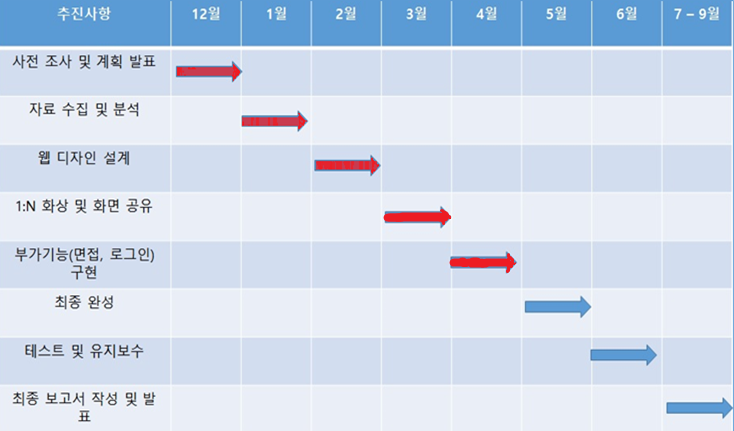 추진사항 12월 1월 2월 3월 4월 5월 6월 7 – 9월
사전 조사 및 계획 발표
자료 수집 및 분석
웹 디자인 설계
1:N 화상 및 화면 공유
부가기능(면접, 로그인)
구현
최종 완성
테스트 및 유지보수
최종 보고서 작성 및 발
표